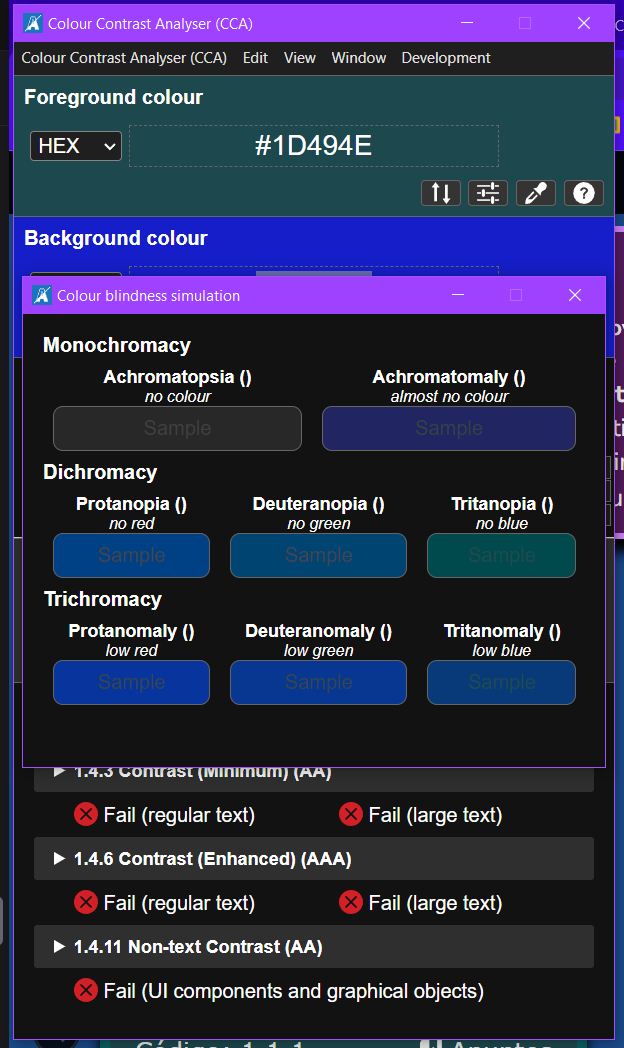 Colour Contrast Analyser (CCA)
Colour Contrast Analyser (CCA) Edit View Window Development
Foreground colour
HEX #1D494E
Background colour
Colour blindness simulation
Monochromacy
Achromatopsia () Achromatomaly ()
no colour almost no colour
Sample Sample
Dichromacy
Protanopia () Deuteranopia () Tritanopia ()
no red no green no blue
Sample Sample Sample
Trichromacy
Protanomaly () Deuteranomaly () Tritanomaly ()
low red low green low blue
Sample Sample Sample
1.4.3 Contrast (Minimum) (AA)
Fail (regular text) Fail (large text)
1.4.6 Contrast (Enhanced) (AAA)
Fail (regular text) Fail (large text)
1.4.11 Non-text Contrast (AA)
Fail (UI components and graphical objects)